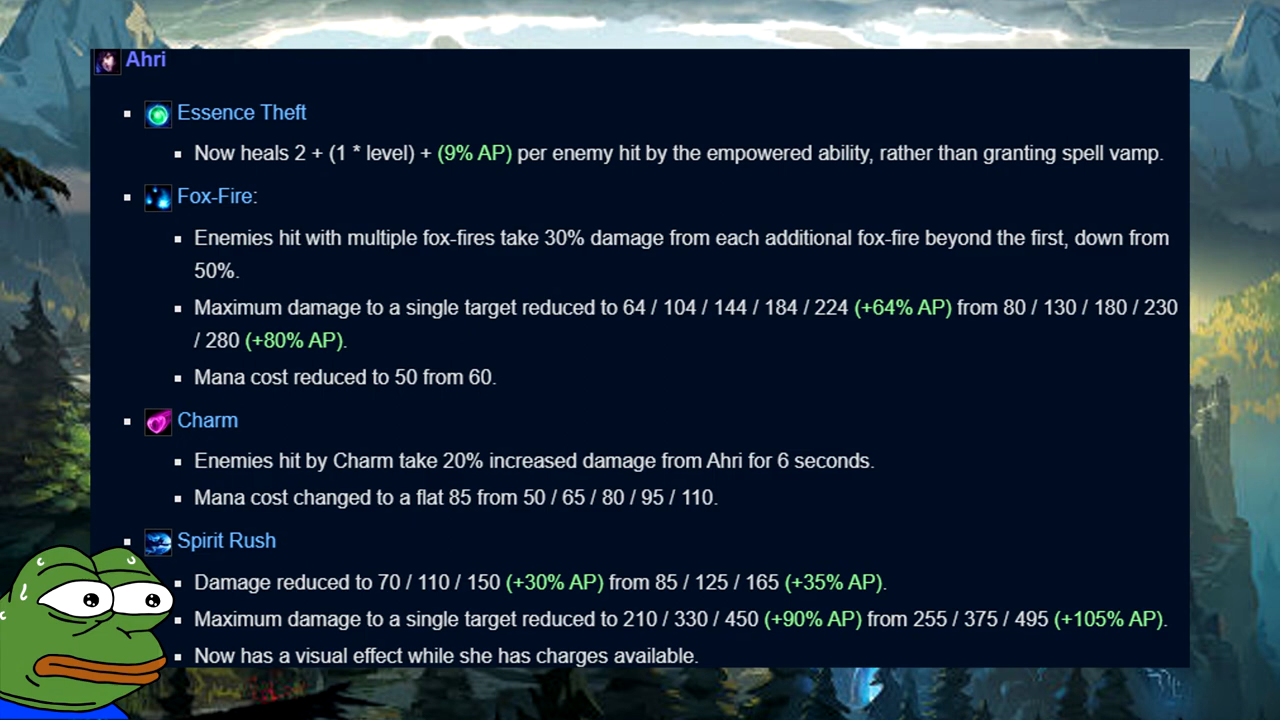 Ahri
Essence Theft
Now heals 2 + (1 * level) + (9% AP) per enemy hit by the empowered ability, rather than granting spell vamp.
Fox-Fire:
Enemies hit with multiple fox-fires take 30% damage from each additional fox-fire beyond the first, down from
50%.
Maximum damage to a single target reduced to 64 / 104 / 144 / 184 / 224 (+64% AP) from 80 / 130 / 180 / 230
/ 280 (+80% AP).
Mana cost reduced to 50 from 60.
Charm
Enemies hit by Charm take 20% increased damage from Ahri for 6 seconds.
Mana cost changed to a flat 85 from 50 / 65 / 80 / 95 / 110.
Spirit Rush
Damage reduced to 70 / 110 / 150 (+30% AP) from 85 / 125 / 165 (+35% AP).
Maximum damage to a single target reduced to 210 / 330 / 450 (+90% AP) from 255 / 375 / 495 (+105% AP).
Now has a visual effect while she has charges available.